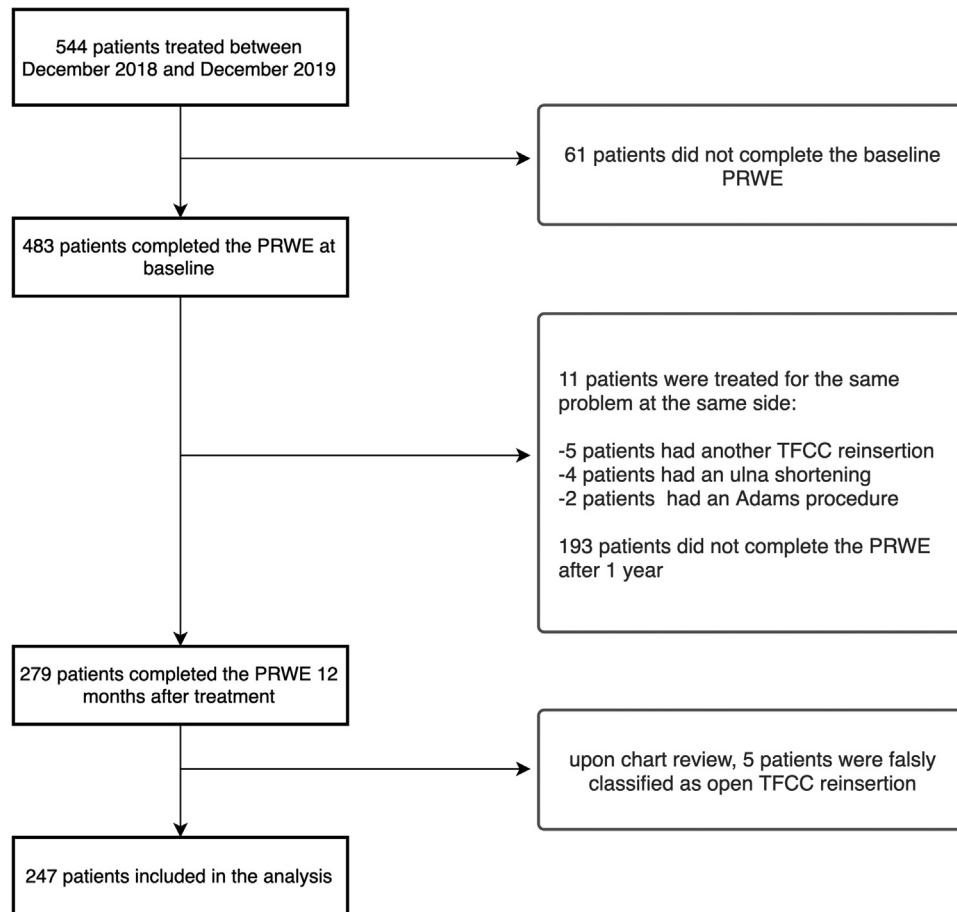 544 patients treated between
December 2018 and December 2019
61 patients did not complete the baseline
PRWE
483 patients completed the PRWE at
baseline
11 patients were treated for the same
problem at the same side:
-5 patients had another TFCC reinsertion
-4 patients had an ulna shortening
-2 patients had an Adams procedure
193 patients did not complete the PRWE
after 1 year
279 patients completed the PRWE 12
months after treatment
upon chart review, 5 patients were falsly
classified as open TFCC reinsertion
247 patients included in the analysis